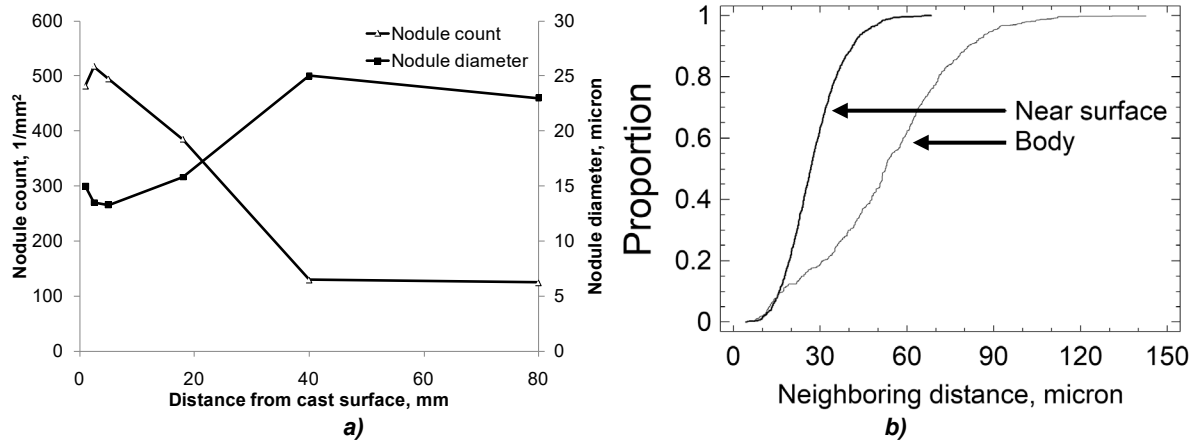 600
500
400
300
200
100
0
Nodule count, 1/mm²
Nodule count
Nodule diameter
30
25
20
15
10
5
0
Nodule diameter, micron
0 20 40 60 80
Distance from cast surface, mm
a)
1
0.8
0.6
0.4
0.2
0
Proportion
Near surface
Body
0 30 60 90 120 150
Neighboring distance, micron
b)